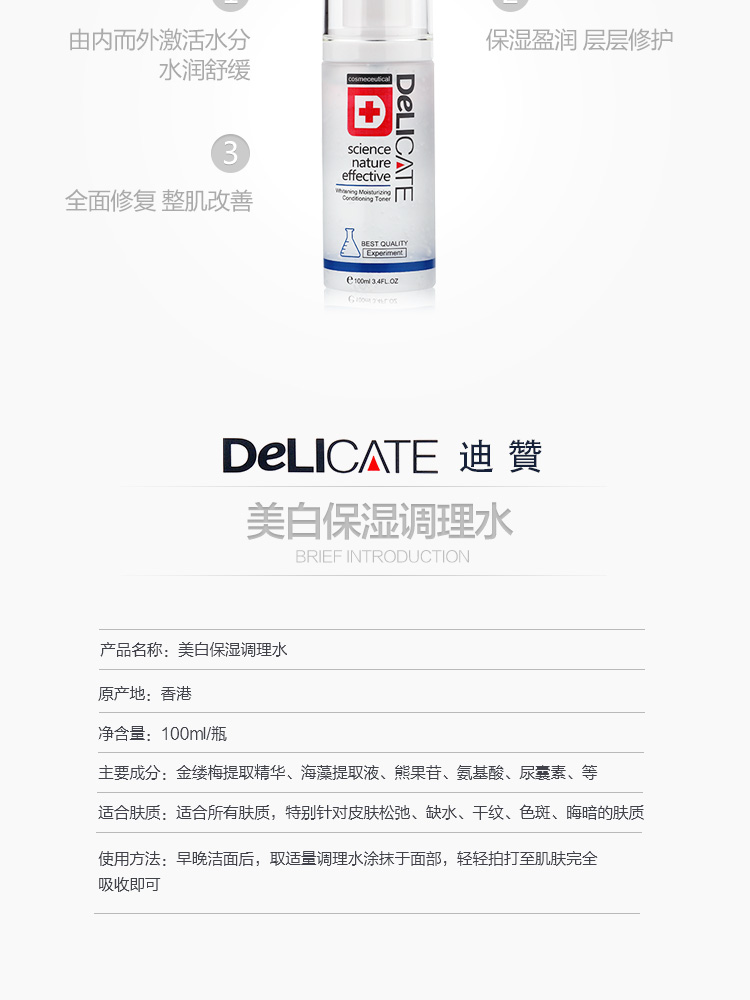 由内而外激活水分
水润舒缓
保湿盈润 层层修护
3
全面修复 整肌改善
cosmeceutical
D
DeLICATE
science
nature
effective
Whitening Moisturizing
Conditioning Toner
BEST QUALITY
Experiment
e100ml 3.4FL.OZ
DeLICATE 迪贊
美白保湿调理水
BRIEF INTRODUCTION
产品名称：美白保湿调理水
原产地：香港
净含量：100ml/瓶
主要成分：金缕梅提取精华、海藻提取液、熊果苷、氨基酸、尿囊素、等
适合肤质：适合所有肤质，特别针对皮肤松弛、缺水、干纹、色斑、晦暗的肤质
使用方法：早晚洁面后，取适量调理水涂抹于面部，轻轻拍打至肌肤完全
吸收即可